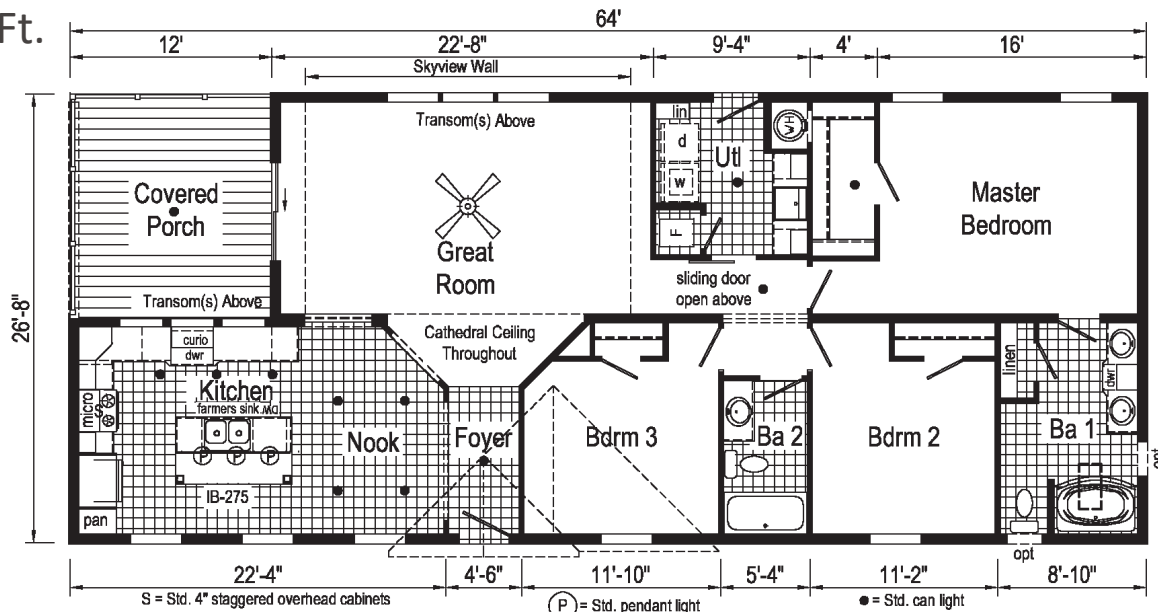 Ft.
64'
12' 22'-8" 9'-4" 4' 16'
Skyview Wall
26'-8"
Transom(s) Above
lin
d
w
F
Utl
WH
Covered
Porch
Great
Room
Master
Bedroom
Transom(s) Above
sliding door
open above
Cathedral Ceiling
Throughout
curio
dwr
Kitchen
farmers sink
micro
S
P P P
IB-275
pan
Nook
Foyer
Bdrm 3
Ba 2
Bdrm 2
linen
dwr
Ba 1
opt
opt
22'-4" 4'-6" 11'-10" 5'-4" 11'-2" 8'-10"
S = Std. 4" staggered overhead cabinets
P = Std. pendant light
● = Std. can light